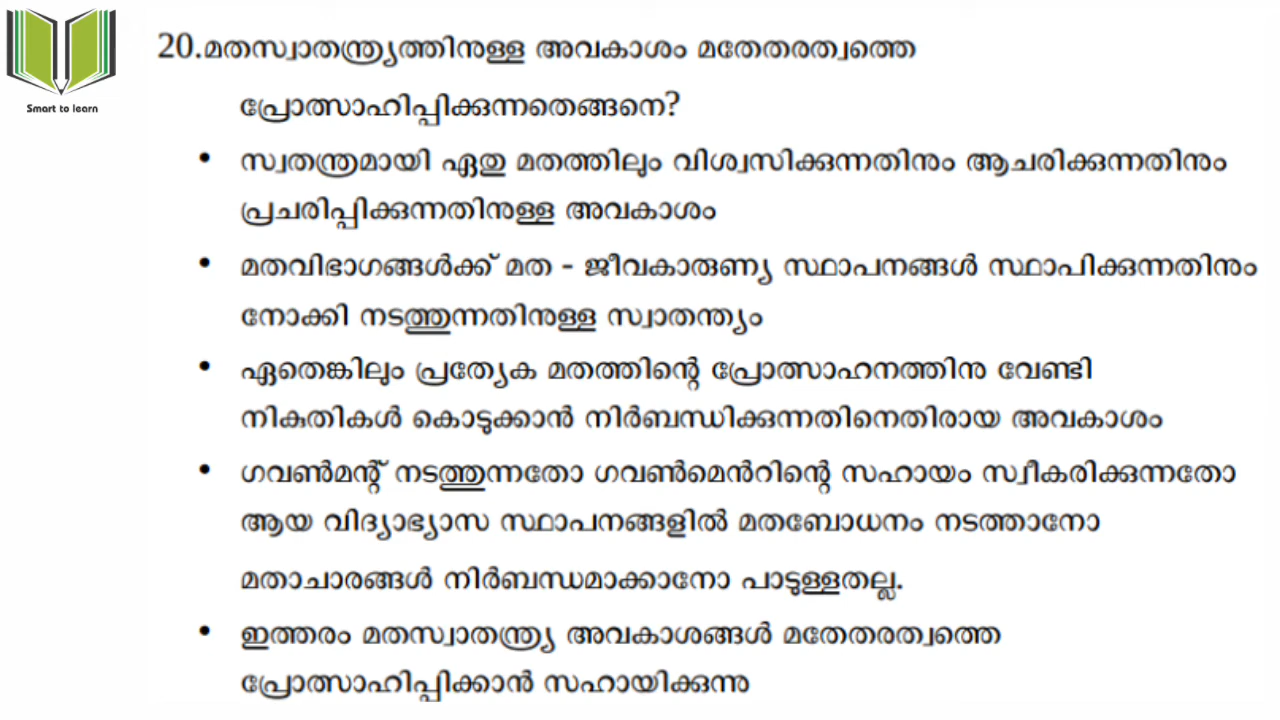 Smart to learn
20.മതസ്വാതന്ത്ര്യത്തിനുള്ള അവകാശം മതേതരത്വത്തെ
പ്രോത്സാഹിപ്പിക്കുന്നതെങ്ങനെ?
• സ്വതന്ത്രമായി ഏതു മതത്തിലും വിശ്വസിക്കുന്നതിനും ആചരിക്കുന്നതിനും
പ്രചരിപ്പിക്കുന്നതിനുള്ള അവകാശം
• മതവിഭാഗങ്ങൾക്ക് മത - ജീവകാരുണ്യ സ്ഥാപനങ്ങൾ സ്ഥാപിക്കുന്നതിനും
നോക്കി നടത്തുന്നതിനുള്ള സ്വാതന്ത്യം
• ഏതെങ്കിലും പ്രത്യേക മതത്തിന്റെ പ്രോത്സാഹനത്തിനു വേണ്ടി
നികുതികൾ കൊടുക്കാൻ നിർബന്ധിക്കുന്നതിനെതിരായ അവകാശം
• ഗവൺമന്റ് നടത്തുന്നതോ ഗവൺമെൻറിന്റെ സഹായം സ്വീകരിക്കുന്നതോ
ആയ വിദ്യാഭ്യാസ സ്ഥാപനങ്ങളിൽ മതബോധനം നടത്താനോ
മതാചാരങ്ങൾ നിർബന്ധമാക്കാനോ പാടുള്ളതല്ല.
• ഇത്തരം മതസ്വാതന്ത്ര്യ അവകാശങ്ങൾ മതേതരത്വത്തെ
പ്രോത്സാഹിപ്പിക്കാൻ സഹായിക്കുന്നു